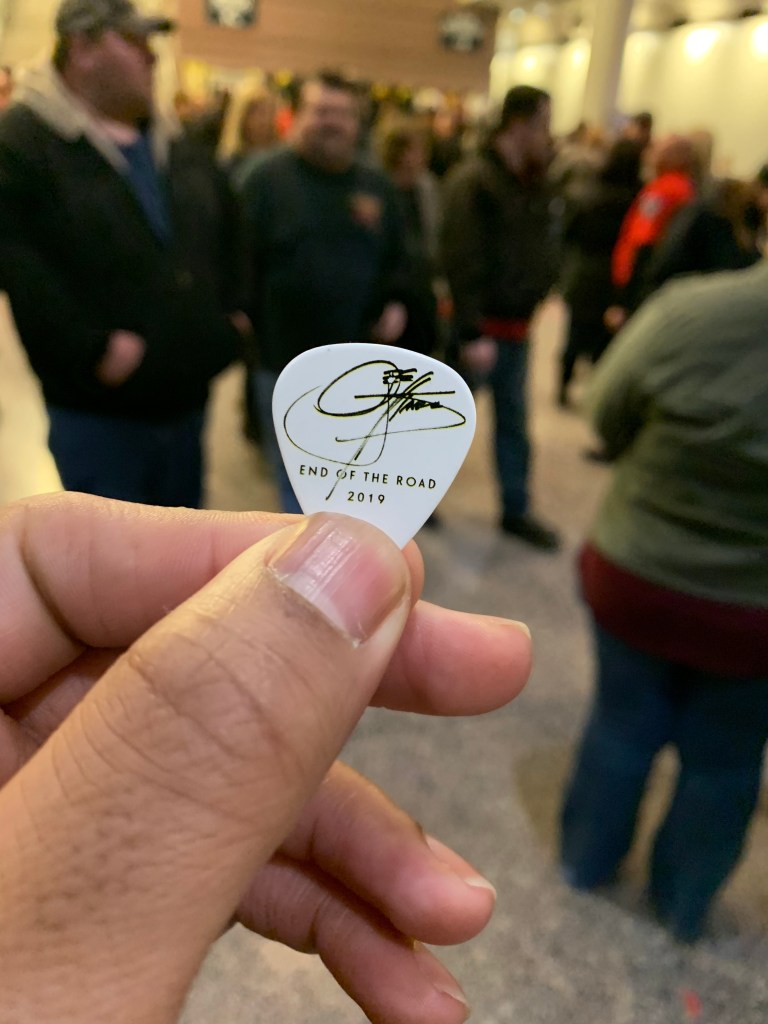 END OF THE ROAD
2019